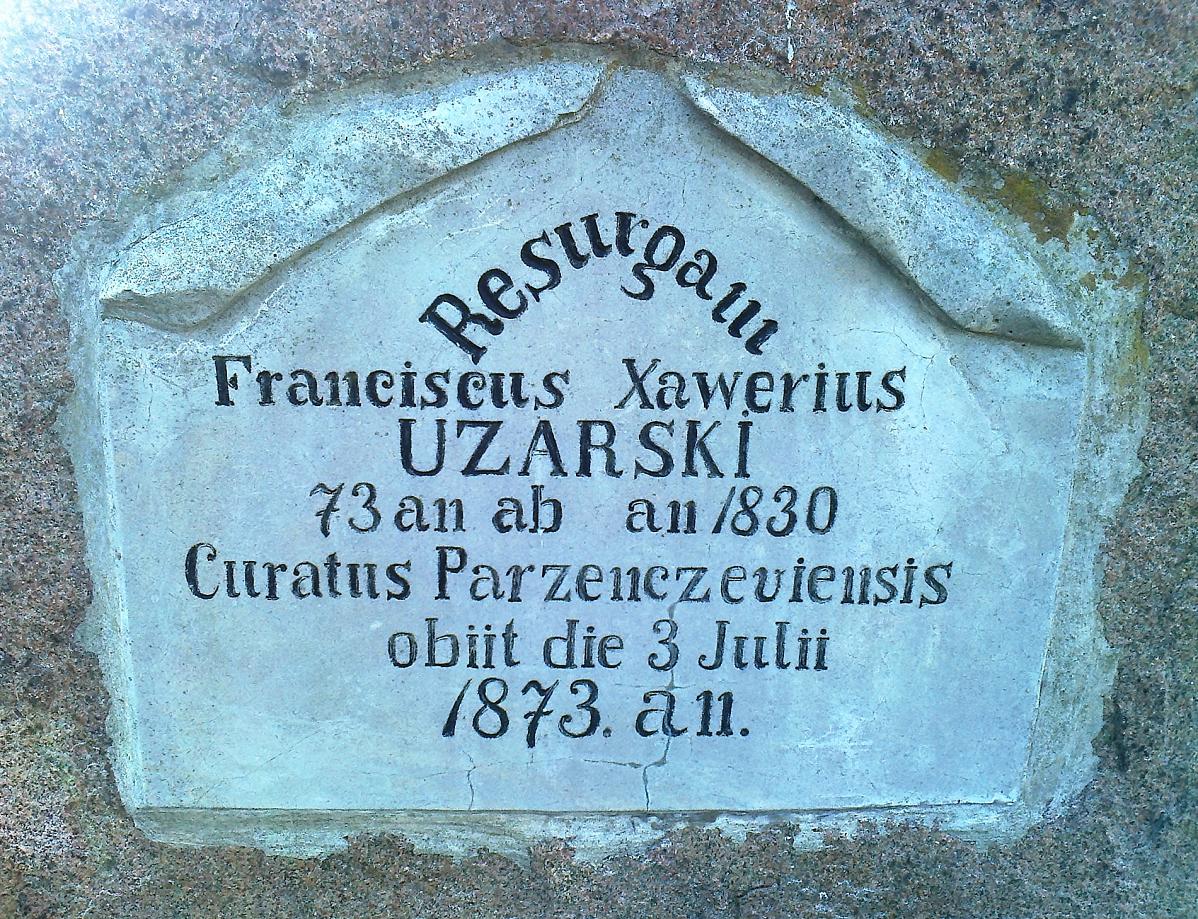 Resurgam
Franciscus Xawerius
UZARSKI
73 an ab an 1830
Curatus Parzenczeviensis
obiit die 3 Julii
1873. an.